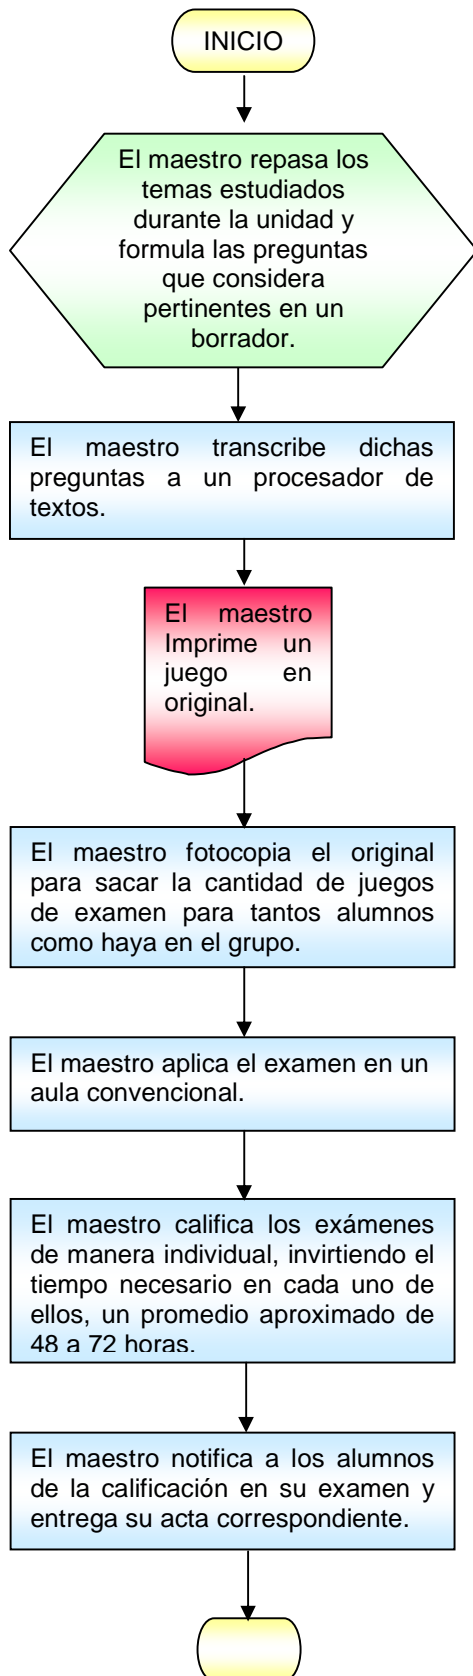 INICIO
El maestro repasa los
temas estudiados
durante la unidad y
formula las preguntas
que considera
pertinentes en un
borrador.
El maestro transcribe dichas
preguntas a un procesador de
textos.
El maestro
Imprime un
juego en
original.
El maestro fotocopia el original
para sacar la cantidad de juegos
de examen para tantos alumnos
como haya en el grupo.
El maestro aplica el examen en un
aula convencional.
El maestro califica los exámenes
de manera individual, invirtiendo el
tiempo necesario en cada uno de
ellos, un promedio aproximado de
48 a 72 horas.
El maestro notifica a los alumnos
de la calificación en su examen y
entrega su acta correspondiente.